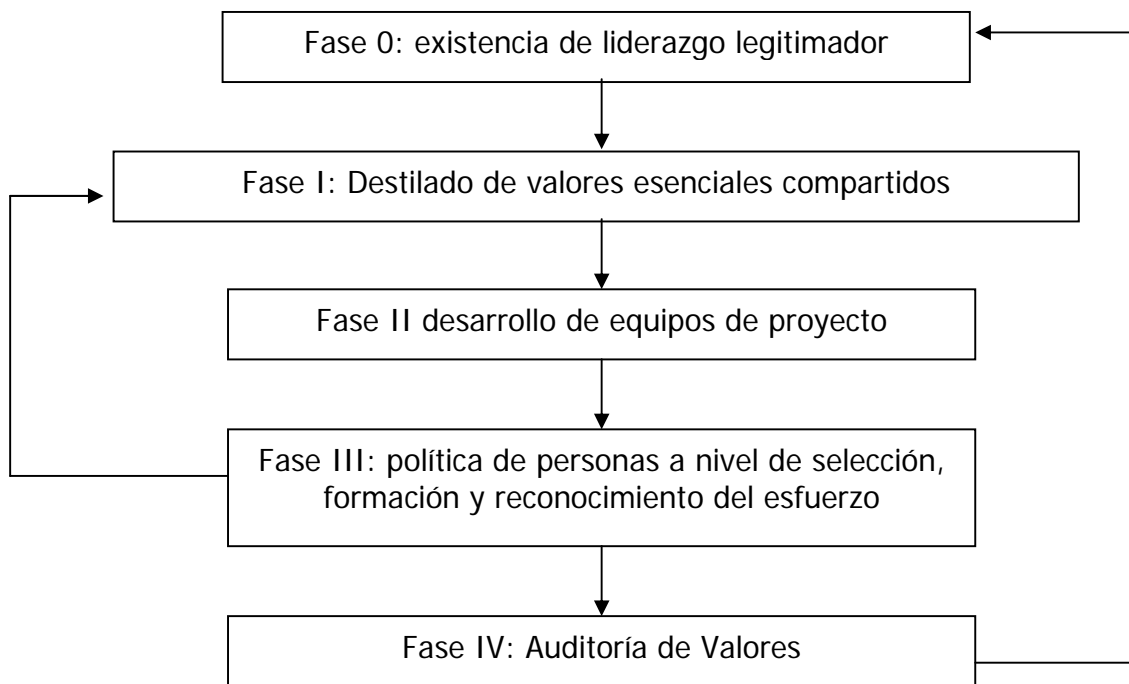 Fase 0: existencia de liderazgo legitimador
Fase I: Destilado de valores esenciales compartidos
Fase II desarrollo de equipos de proyecto
Fase III: política de personas a nivel de selección,
formación y reconocimiento del esfuerzo
Fase IV: Auditoría de Valores